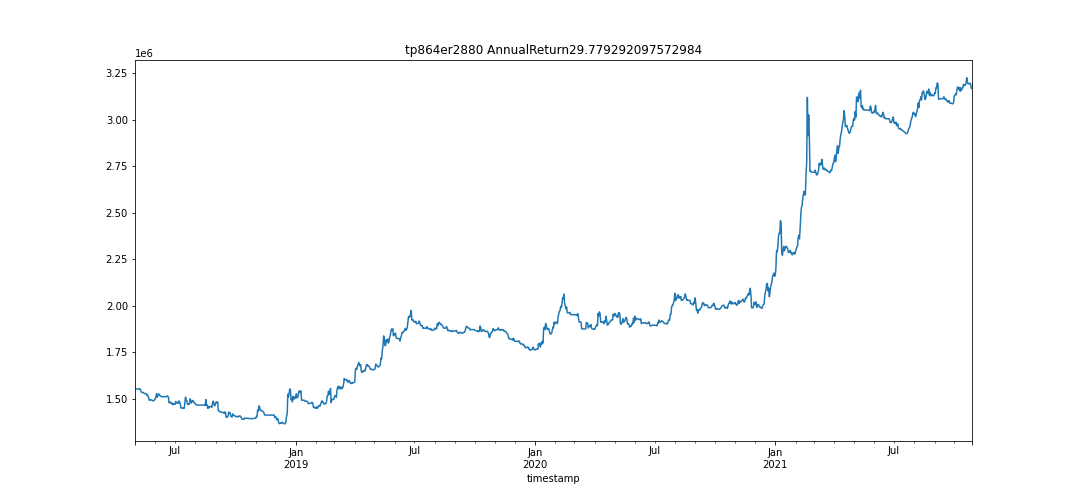 tp864er2880 AnnualReturn29.779292097572984
1e6
3.25
3.00
2.75
2.50
2.25
2.00
1.75
1.50
Jul Jan Jul Jan Jul Jan Jul
2019 2020 2021
timestamp